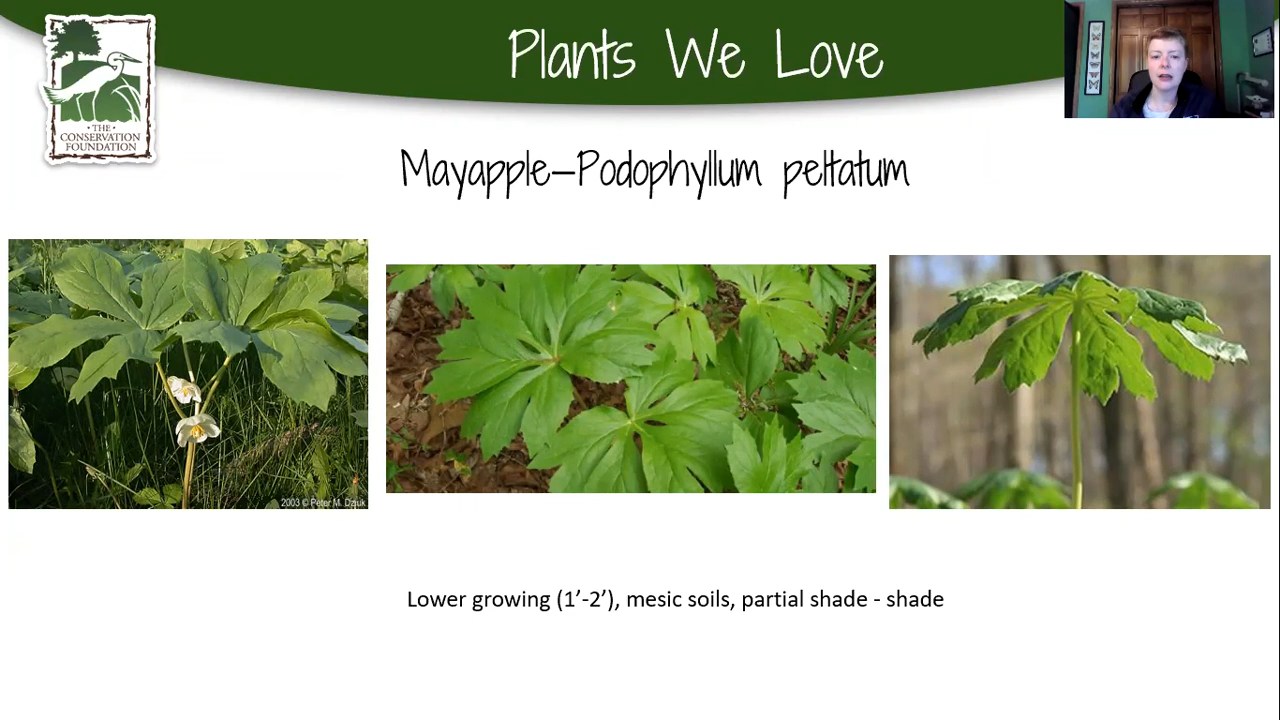 Plants We Love
• THE •
CONSERVATION
FOUNDATION
Mayapple–Podophyllum peltatum
2003 © Peter M. Dziuk
Lower growing (1’-2’), mesic soils, partial shade - shade